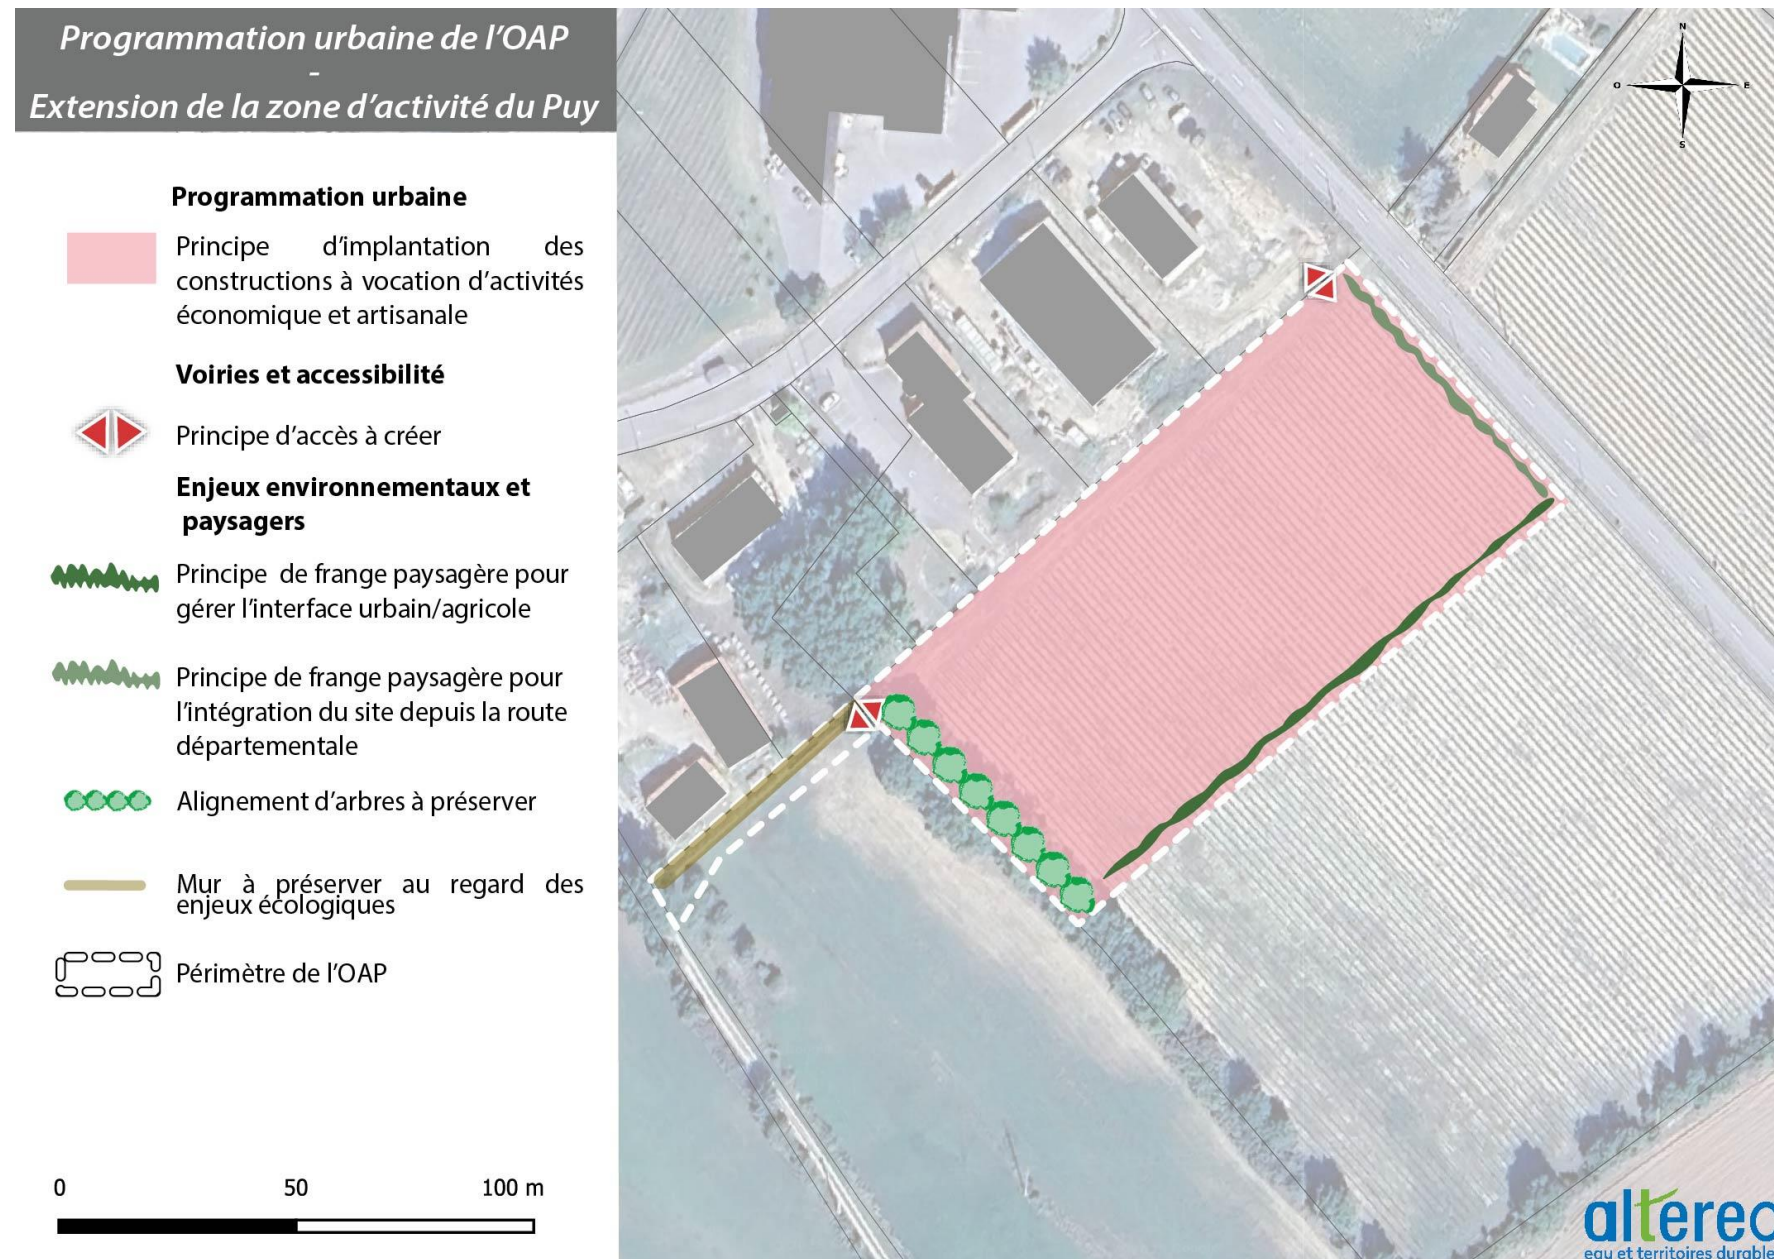 Programmation urbaine de l’OAP
-
Extension de la zone d’activité du Puy
Programmation urbaine
Principe d’implantation des
constructions à vocation d’activités
économique et artisanale
Voiries et accessibilité
Principe d’accès à créer
Enjeux environnementaux et
paysagers
Principe de frange paysagère pour
gérer l’interface urbain/agricole
Principe de frange paysagère pour
l’intégration du site depuis la route
départementale
Alignement d’arbres à préserver
Mur à préserver au regard des
enjeux écologiques
Périmètre de l’OAP
0 50 100 m
N
O E
S
altereo
eau et territoires durables